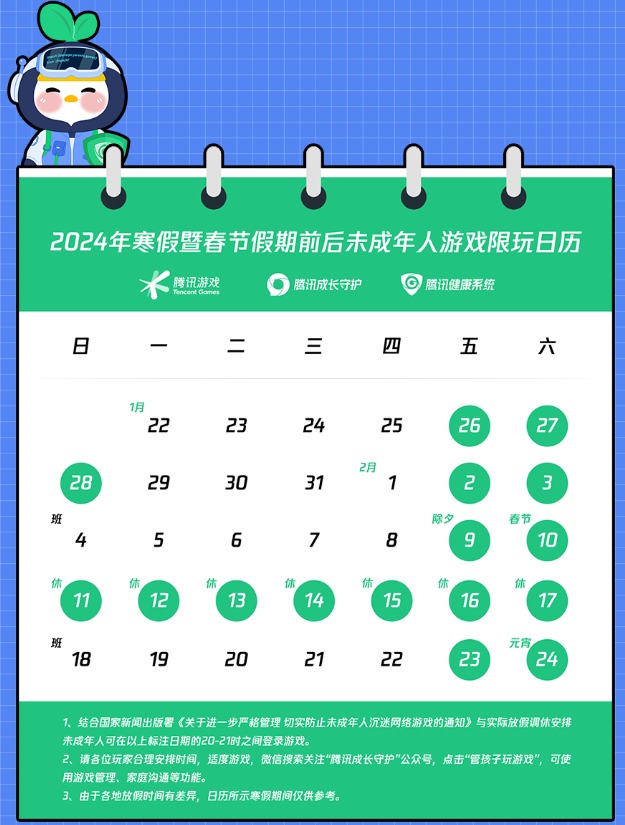 2024年寒假暨春节假期前后未成年人游戏限玩日历
腾讯游戏 腾讯成长守护 腾讯健康系统
Tencent Games
日 一 二 三 四 五 六
1月
22 23 24 25 26 27
2月
28 29 30 31 1 2 3
班 除夕 春节
4 5 6 7 8 9 10
休 休 休 休 休 休 休
11 12 13 14 15 16 17
班 元宵
18 19 20 21 22 23 24
1、结合国家新闻出版署《关于进一步严格管理 切实防止未成年人沉迷网络游戏的通知》与实际放假调休安排
未成年人可在以上标注日期的20-21时之间登录游戏。
2、请各位玩家合理安排时间，适度游戏，微信搜索关注“腾讯成长守护”公众号，点击“管孩子玩游戏”，可使
用游戏管理、家庭沟通等功能。
3、由于各地放假时间有差异，日历所示寒假期间仅供参考。